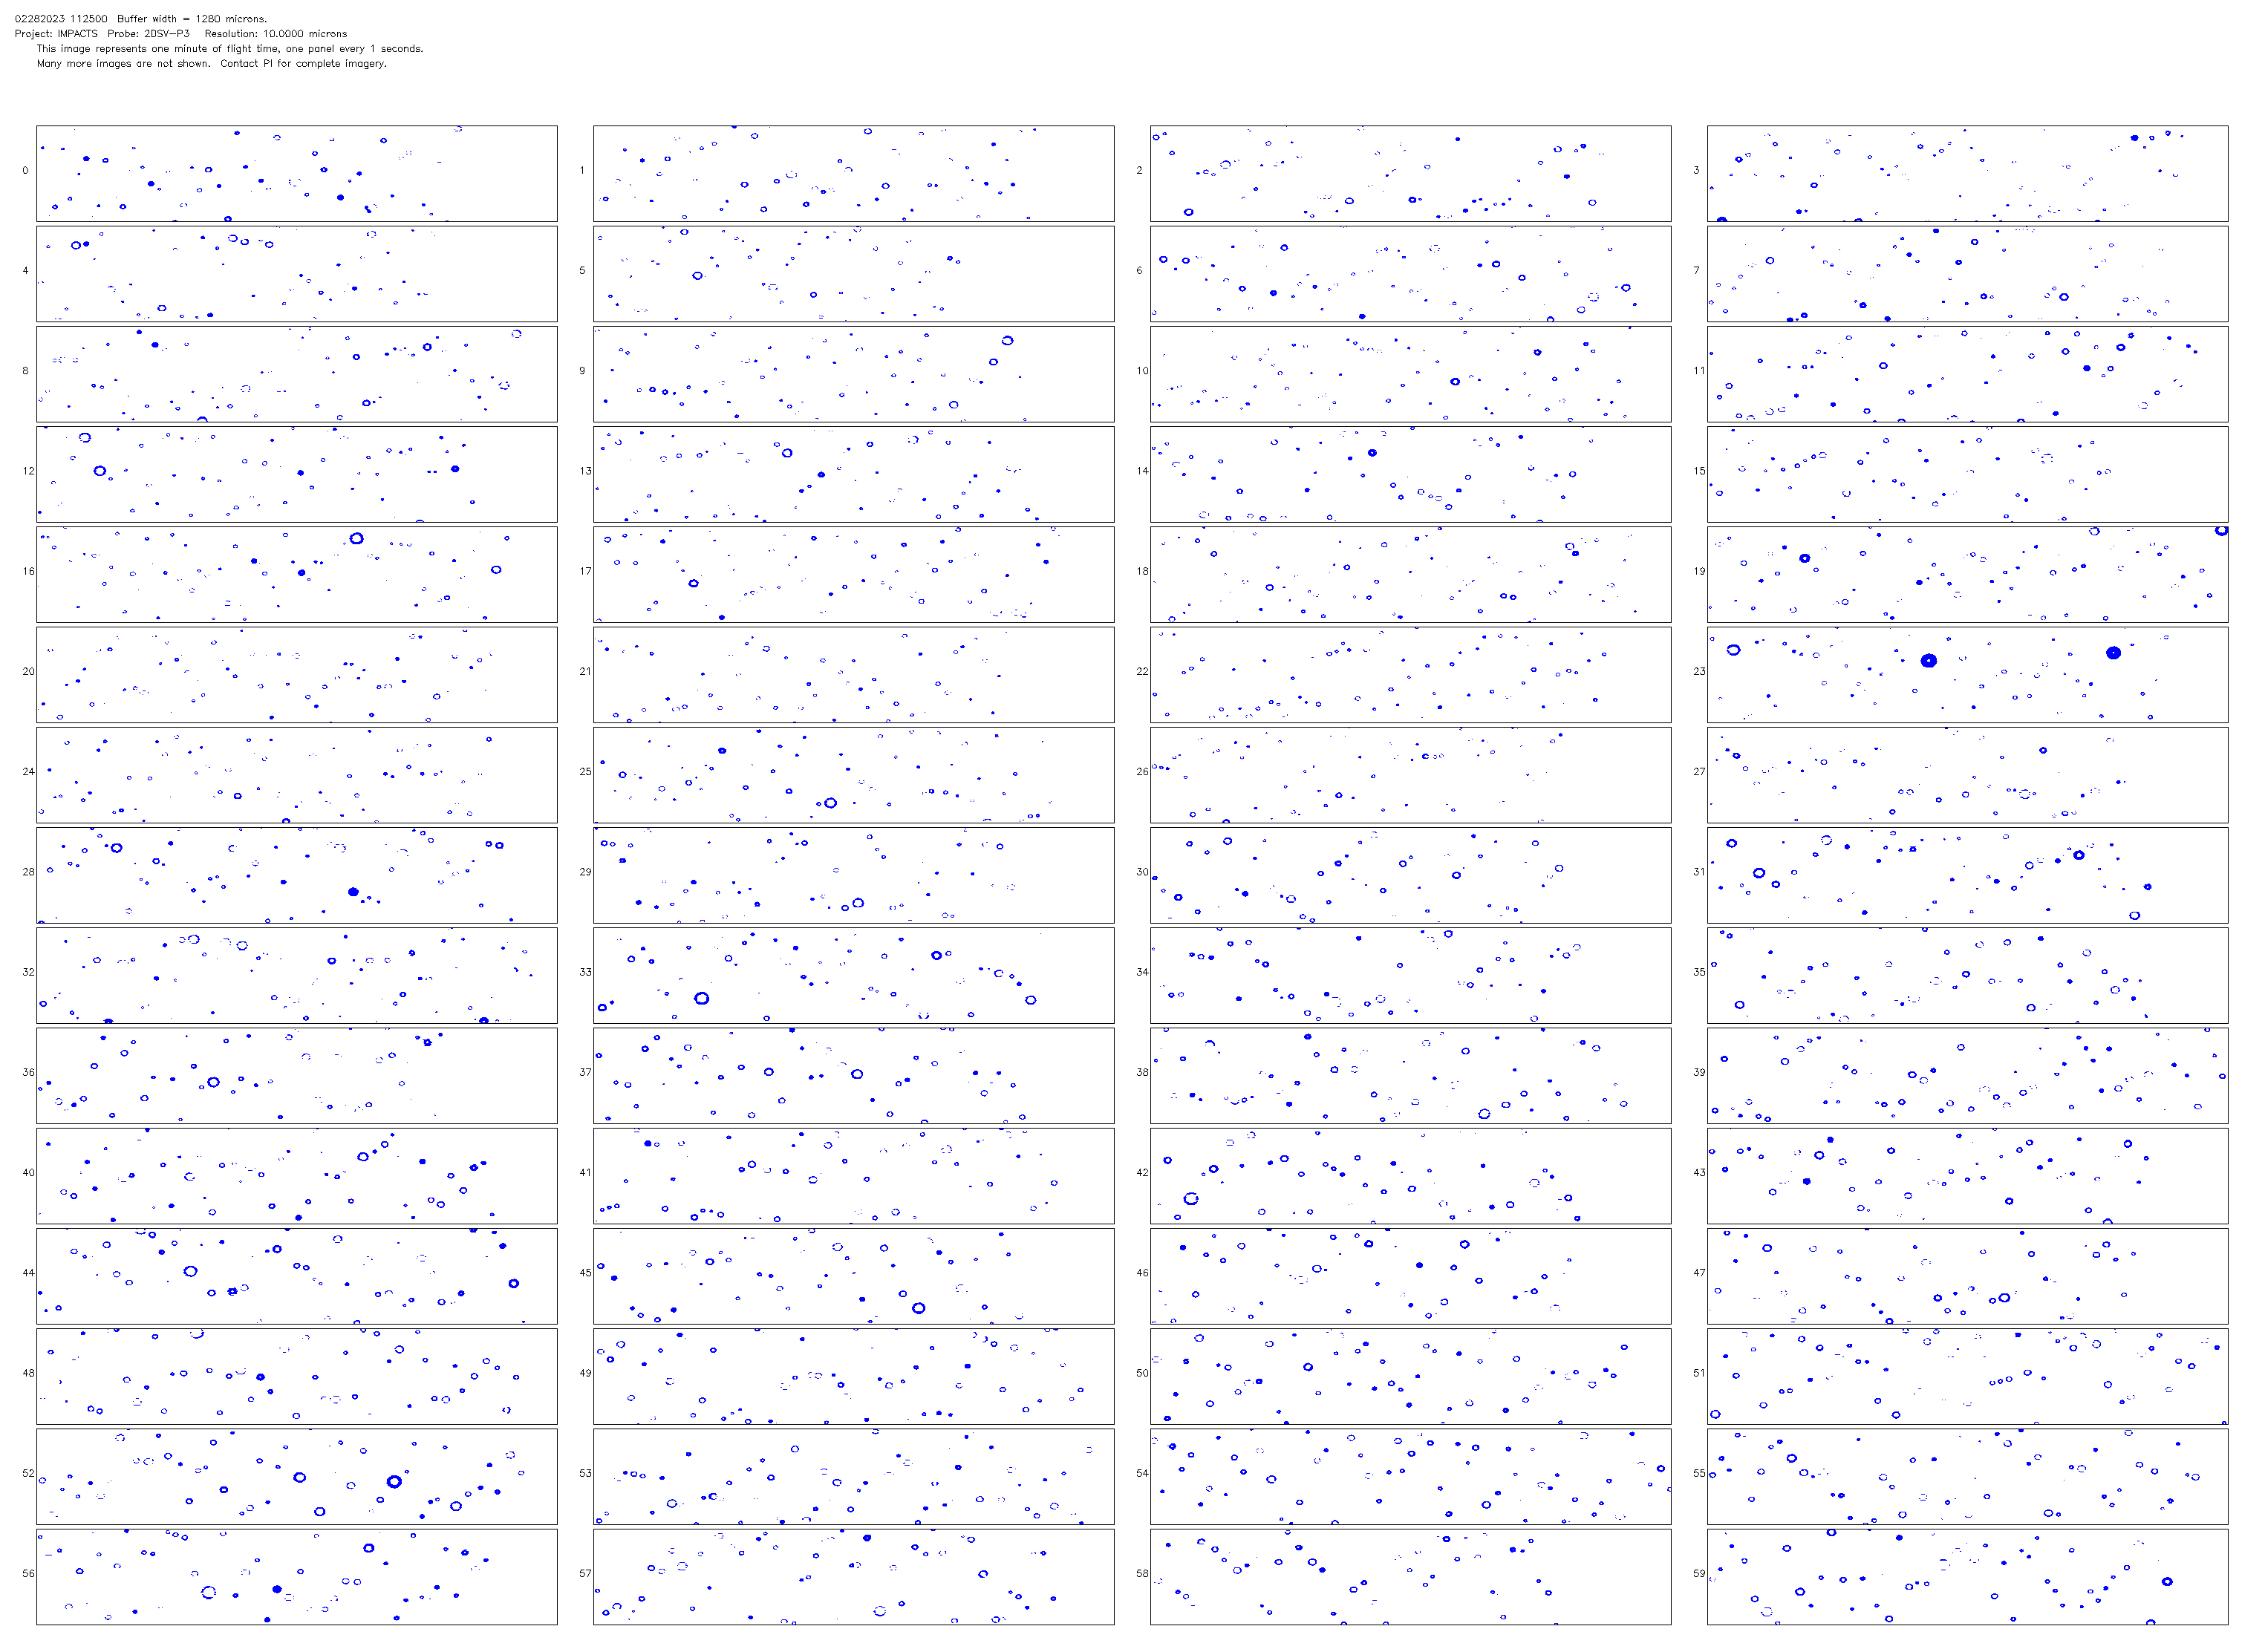 02282023 112500 Buffer width = 1280 microns.
Project: IMPACTS Probe: 2DSV-P3 Resolution: 10.0000 microns
This image represents one minute of flight time, one panel every 1 seconds.
Many more images are not shown. Contact PI for complete imagery.
0 1 2 3
4 5 6 7
8 9 10 11
12 13 14 15
16 17 18 19
20 21 22 23
24 25 26 27
28 29 30 31
32 33 34 35
36 37 38 39
40 41 42 43
44 45 46 47
48 49 50 51
52 53 54 55
56 57 58 59